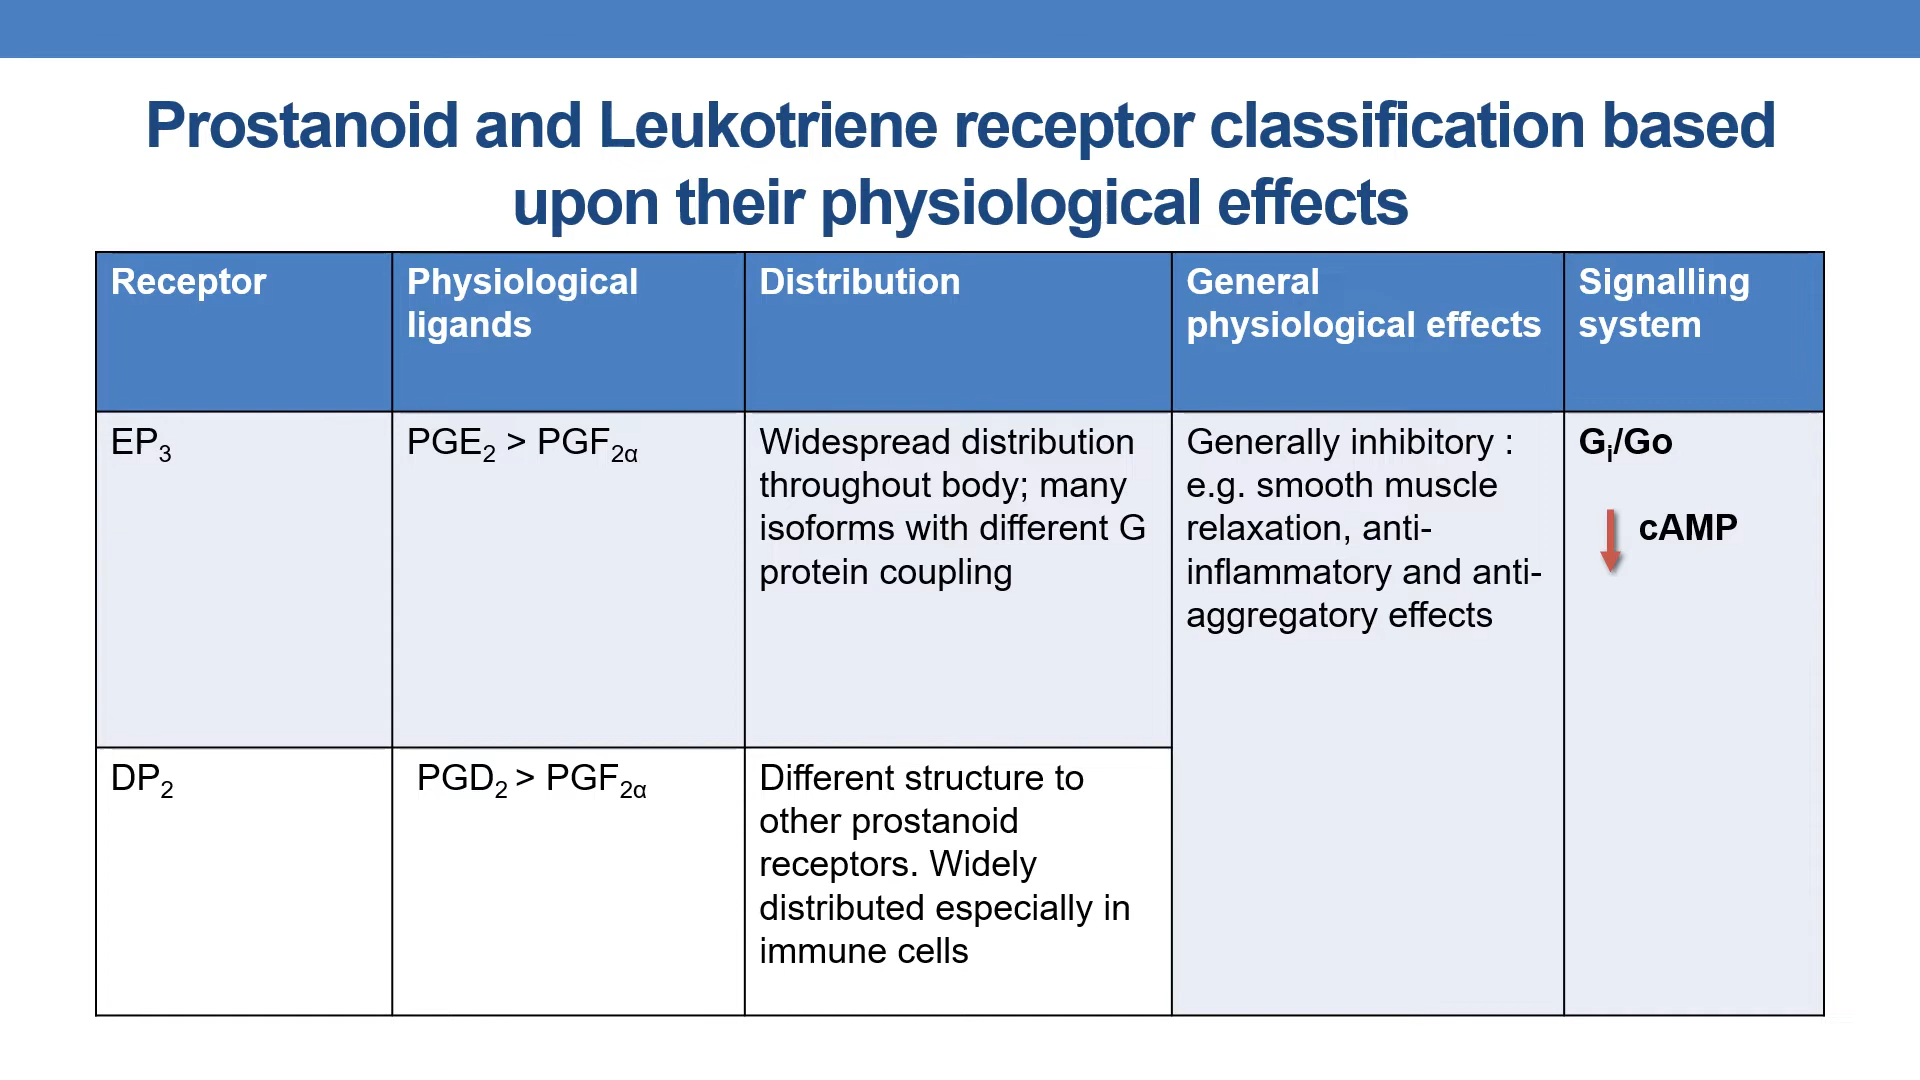 Prostanoid and Leukotriene receptor classification based
upon their physiological effects
Receptor
Physiological
ligands
Distribution
General
physiological effects
Signalling
system
EP₃
PGE₂ > PGF₂α
Widespread distribution
throughout body; many
isoforms with different G
protein coupling
Generally inhibitory :
e.g. smooth muscle
relaxation, anti-
inflammatory and anti-
aggregatory effects
Gᵢ/Go
cAMP
DP₂
PGD₂ > PGF₂α
Different structure to
other prostanoid
receptors. Widely
distributed especially in
immune cells